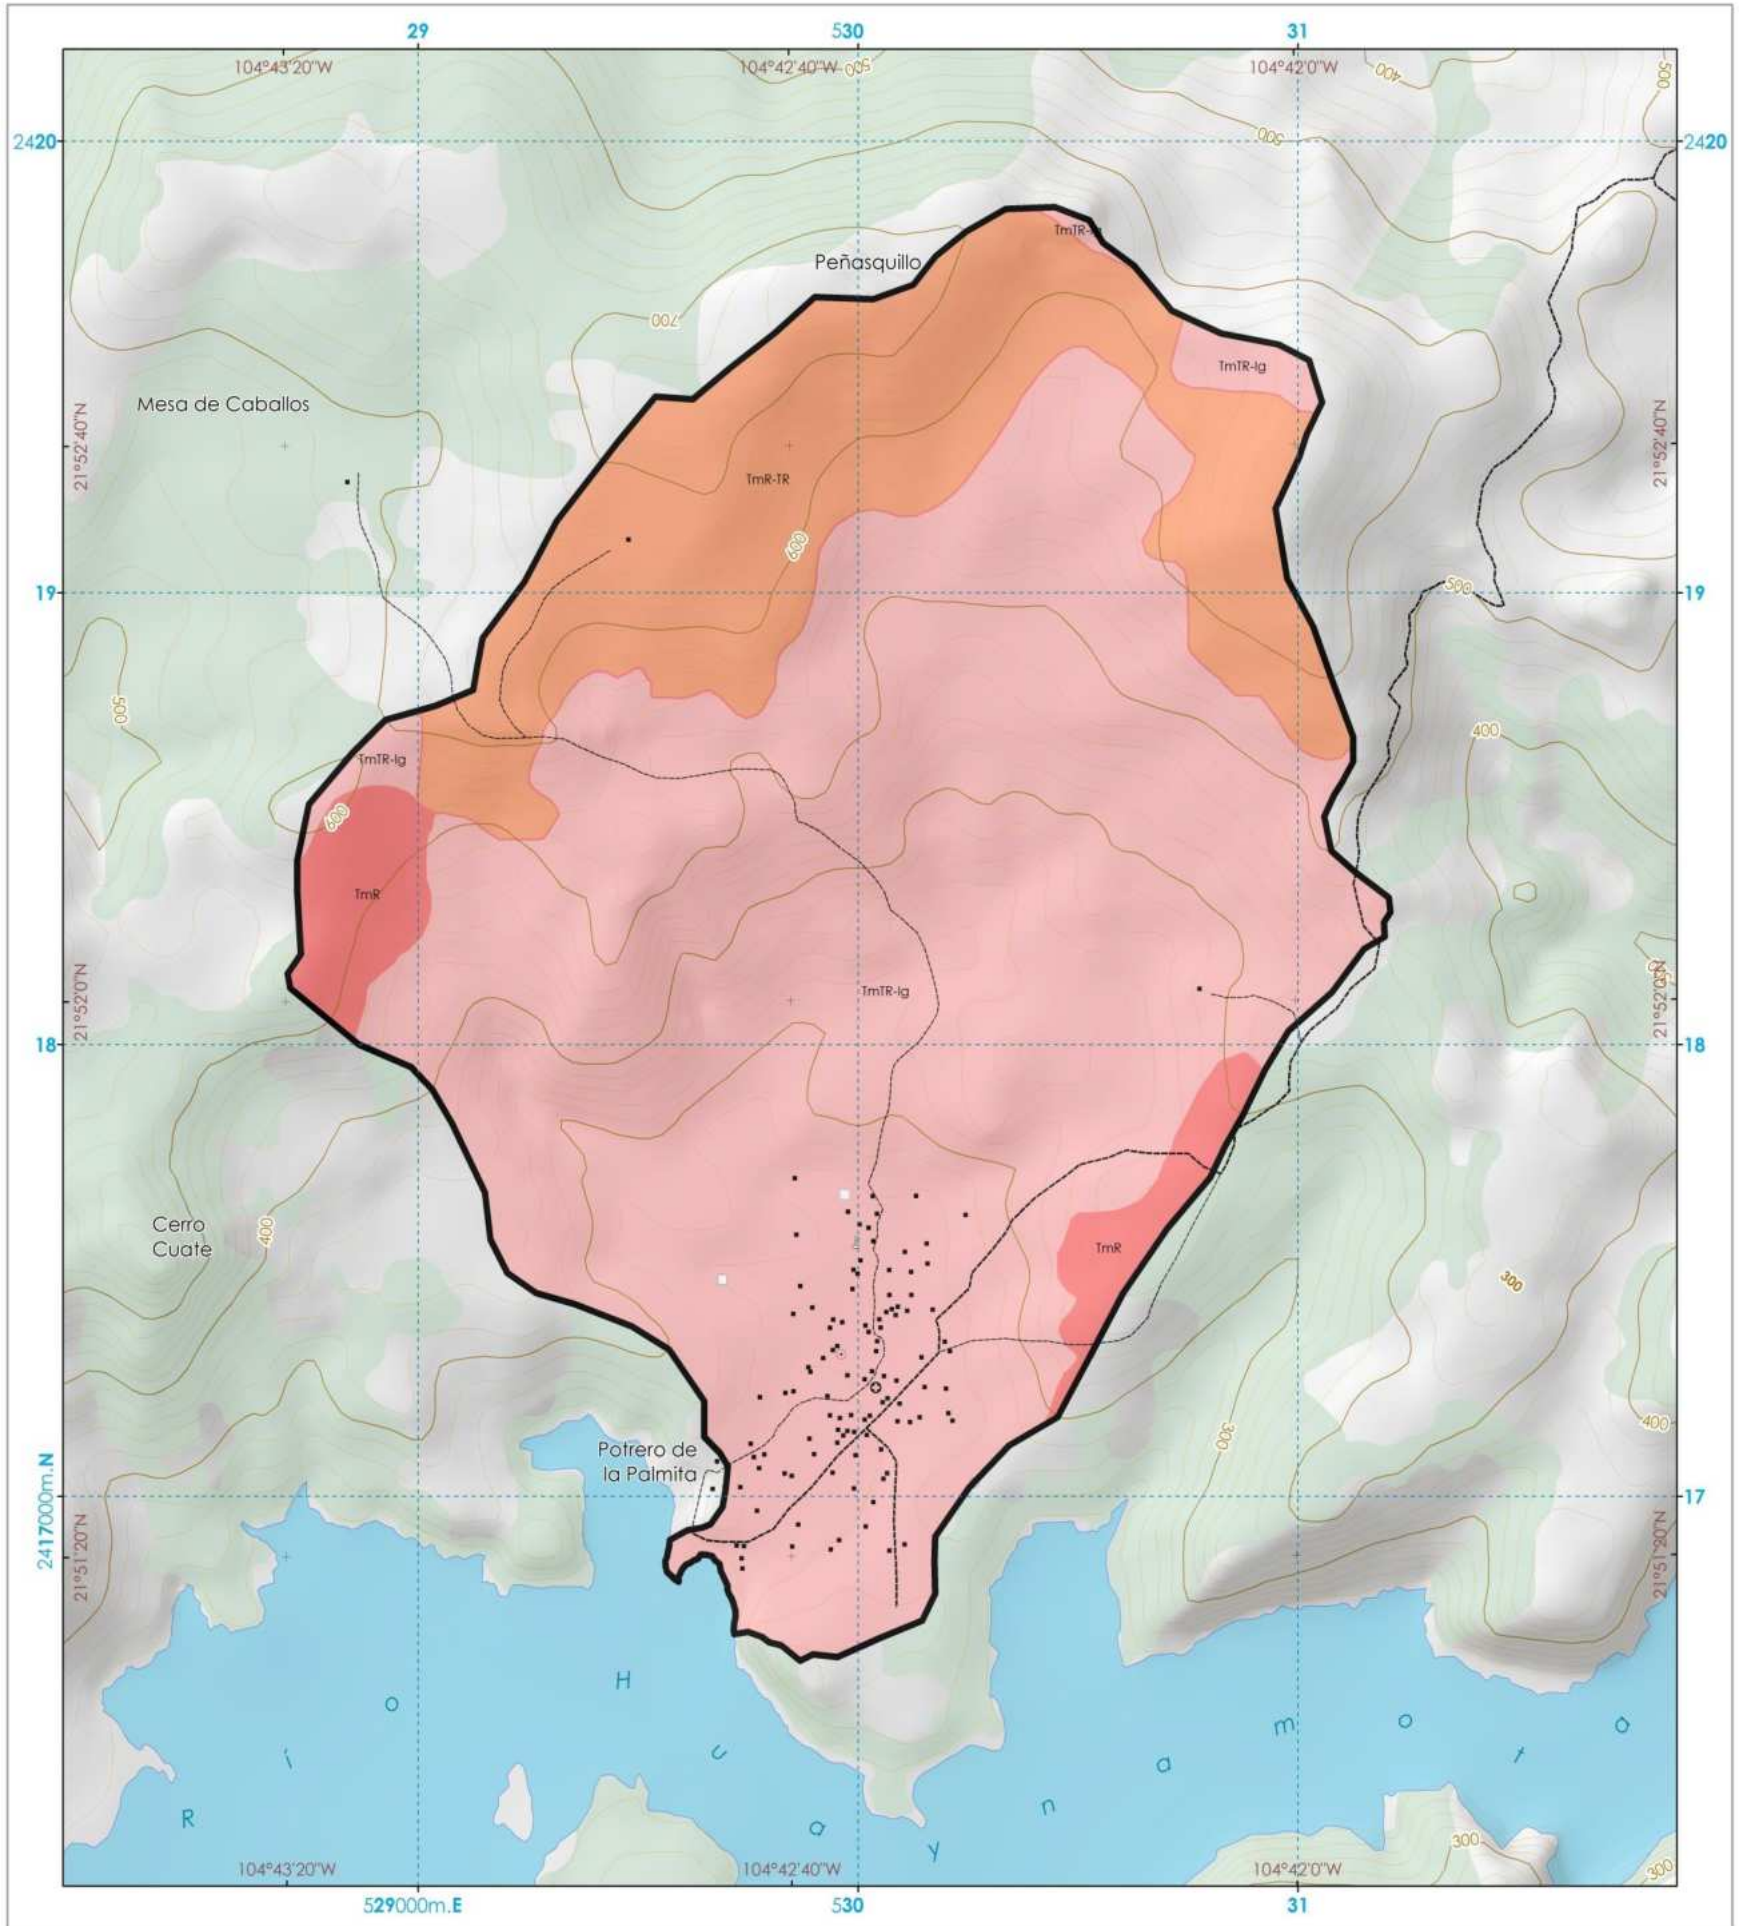 29 530 31
104°43'20"W 104°42'40"W 104°42'0"W
500
400
500
2420
2420
500
TmTR-
Peñasquillo
700
TmTR-Ig
Mesa de Caballos
21°52'40"N
21°52'40"N
TmR-TR
600
19
500
19
500
400
TmTR-Ig
600
TmR
TmTR-Ig
21°52'0"N
21°52'0"N
18
18
Cerro
Cuate
400
TmR
300
300
400
Potrero de
la Palmita
2417000m.N
17
21°51'20"N
21°51'20"N
Río Huaynamota
300
300
104°43'20"W 104°42'40"W 104°42'0"W
529000m.E 530 31